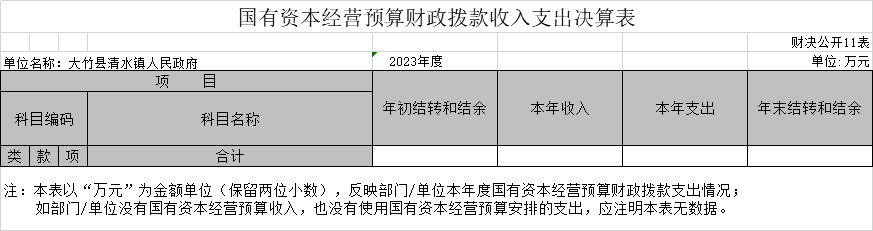 国有资本经营预算财政拨款收入支出决算表
财决公开11表
单位名称：大竹县清水镇人民政府 2023年度 单位:万元
项 目 年初结转和结余 本年收入 本年支出 年末结转和结余
科目编码 科目名称
类 款 项 合计
注：本表以“万元”为金额单位（保留两位小数），反映部门/单位本年度国有资本经营预算财政拨款支出情况；
如部门/单位没有国有资本经营预算收入，也没有使用国有资本经营预算安排的支出，应注明本表无数据。